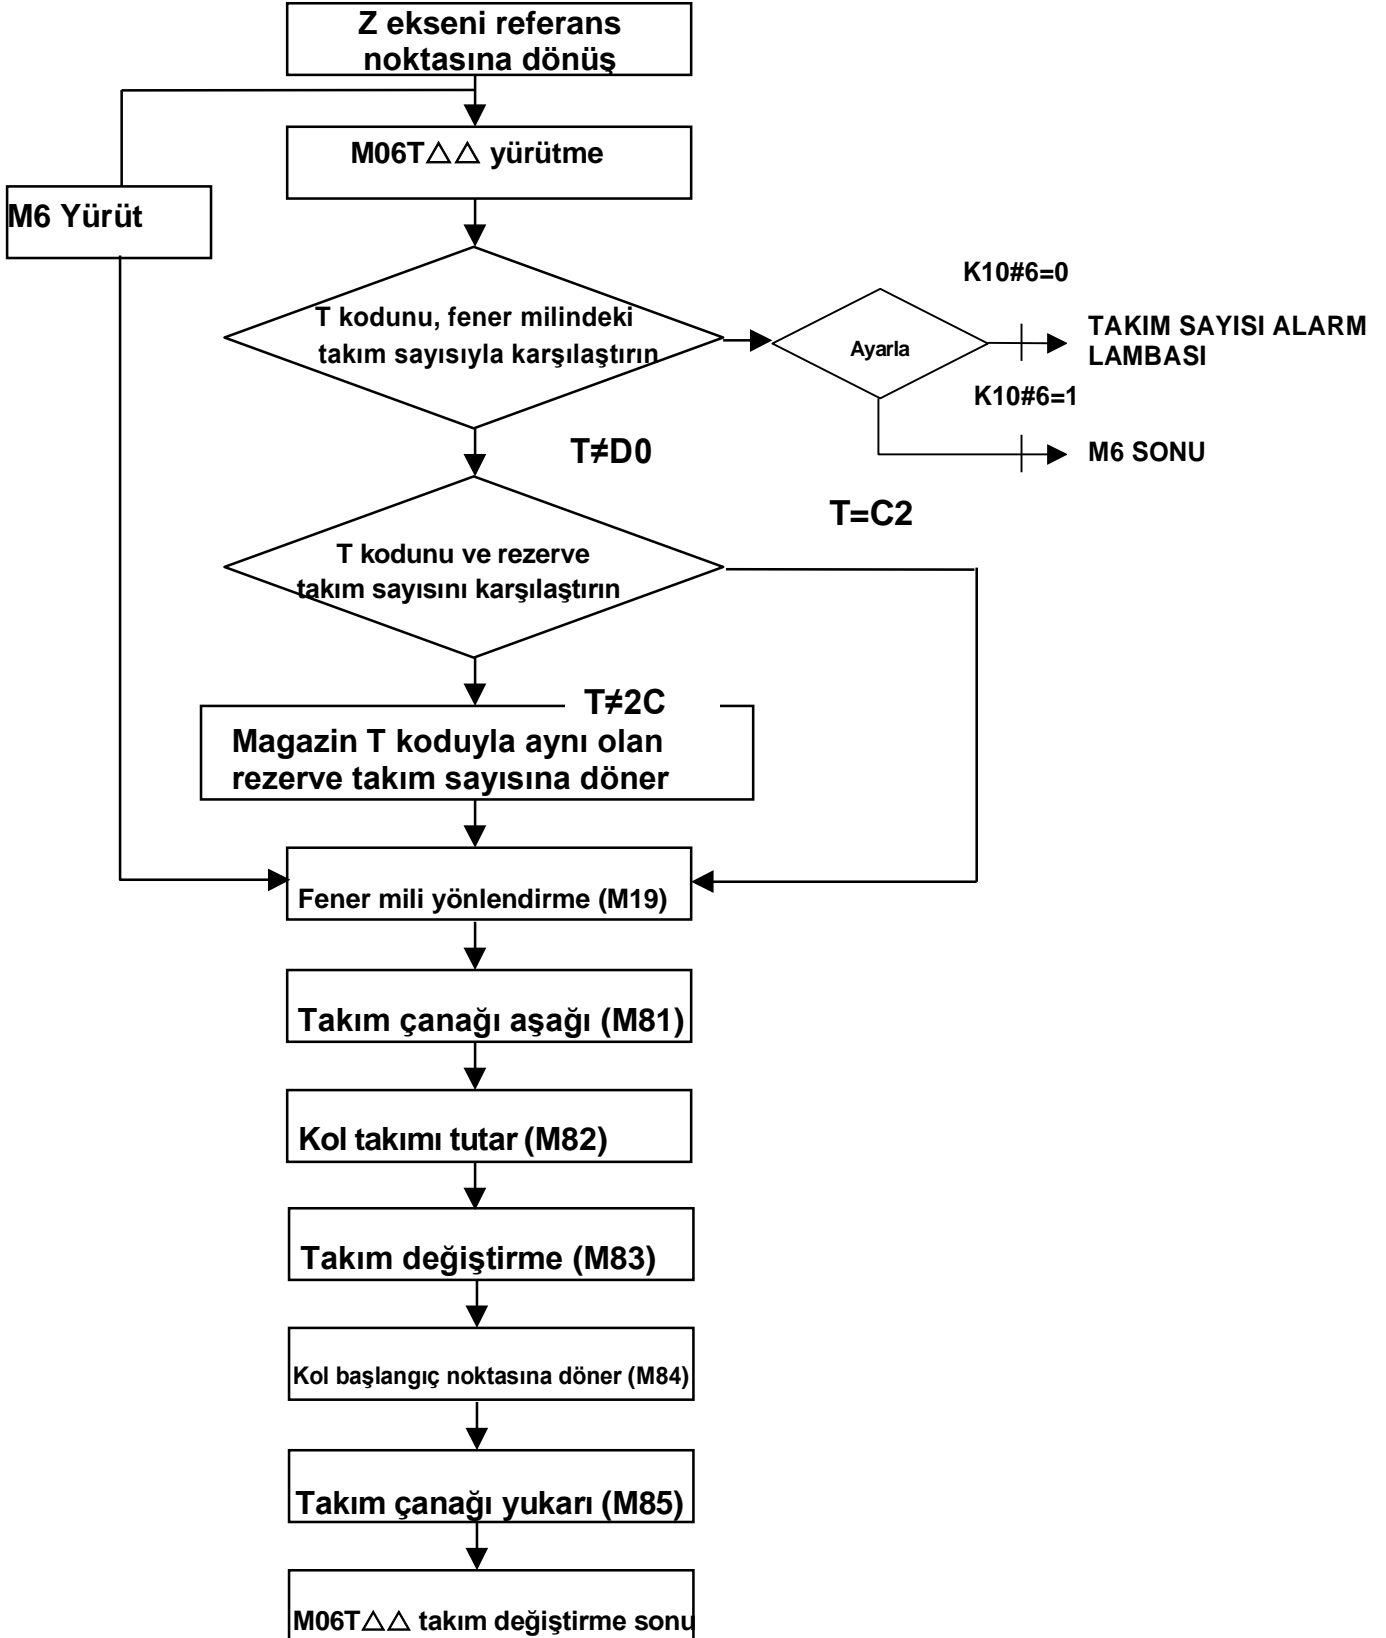 Z ekseni referans
noktasına dönüş
M06T△△ yürütme
M6 Yürüt
T kodunu, fener milindeki
takım sayısıyla karşılaştırın
Ayarla
K10#6=0
TAKIM SAYISI ALARM
LAMBASI
K10#6=1
M6 SONU
T≠D0
T=C2
T kodunu ve rezerve
takım sayısını karşılaştırın
T≠2C
Magazin T koduyla aynı olan
rezerve takım sayısına döner
Fener mili yönlendirme (M19)
Takım çanağı aşağı (M81)
Kol takımı tutar (M82)
Takım değiştirme (M83)
Kol başlangıç noktasına döner (M84)
Takım çanağı yukarı (M85)
M06T△△ takım değiştirme sonu